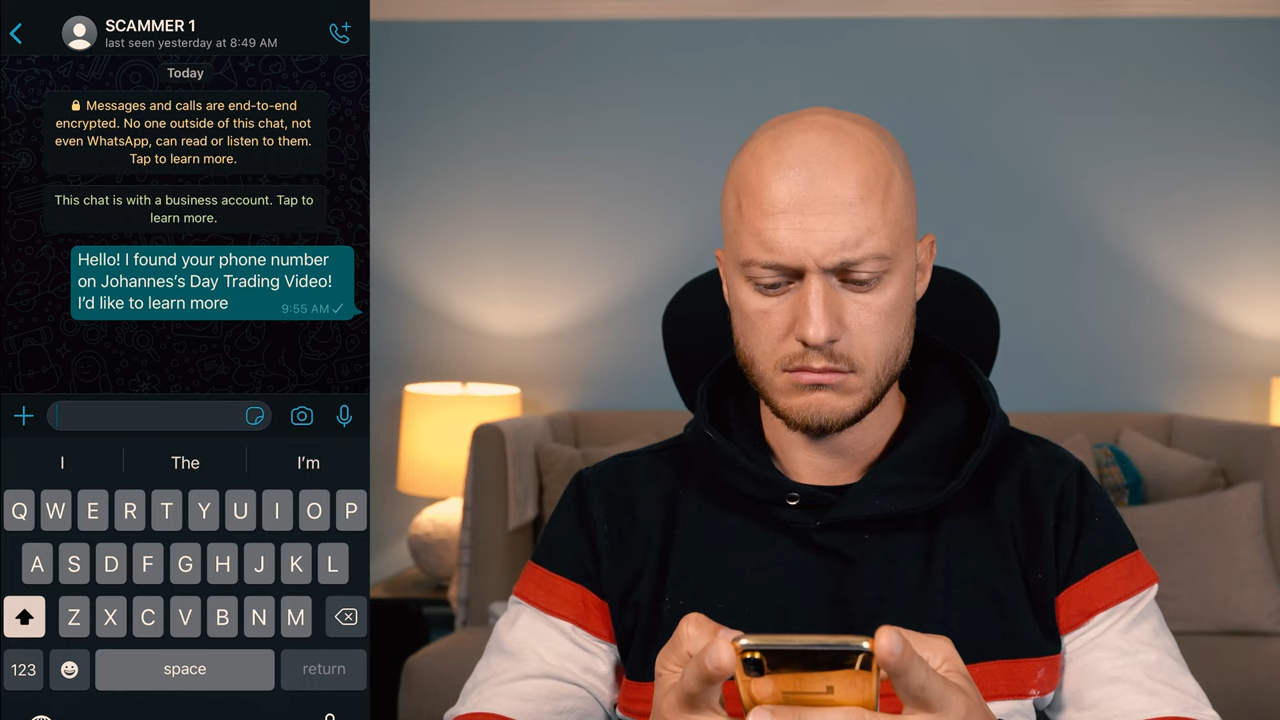 SCAMMER 1
last seen yesterday at 8:49 AM
Today
Messages and calls are end-to-end
encrypted. No one outside of this chat, not
even WhatsApp, can read or listen to them.
Tap to learn more.
This chat is with a business account. Tap to
learn more.
Hello! I found your phone number
on Johannes's Day Trading Video!
I'd like to learn more
9:55 AM
I The I'm
Q W E R T Y U I O P
A S D F G H J K L
Z X C V B N M
123 space return